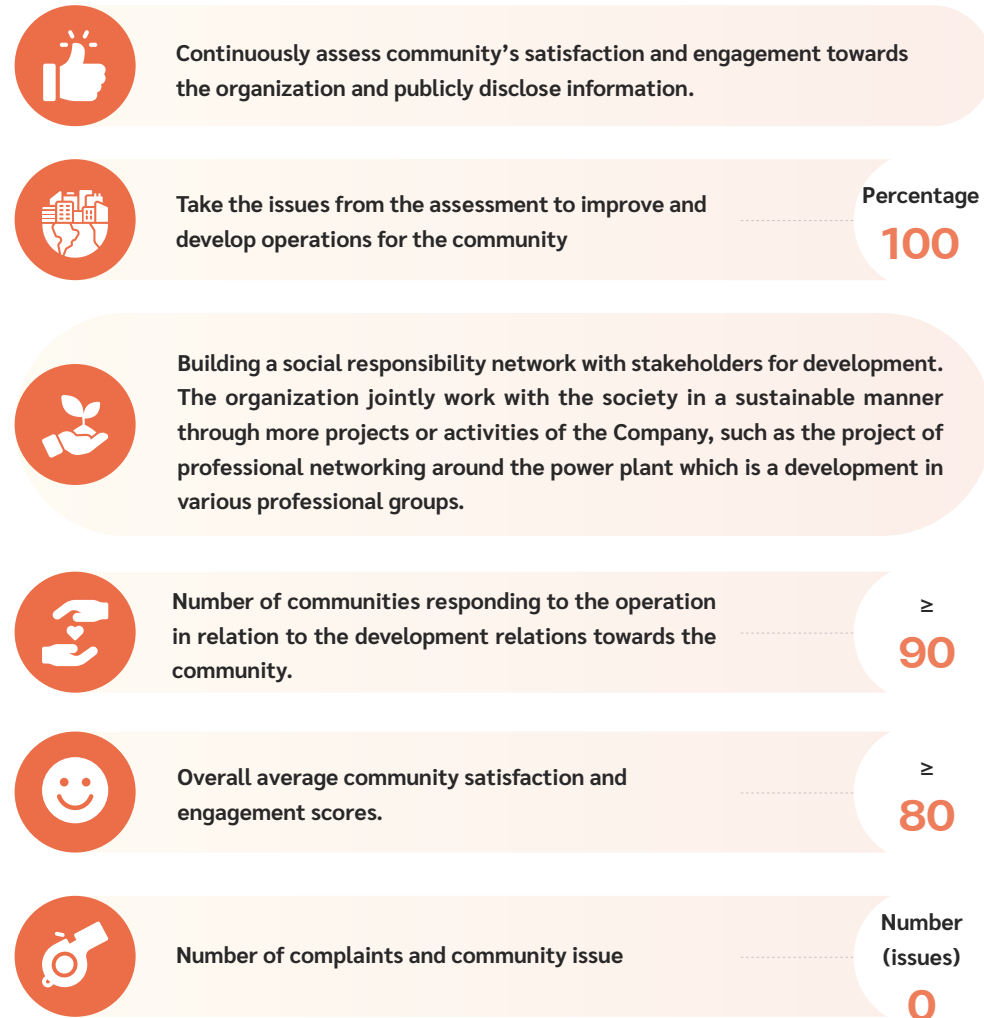 Continuously assess community’s satisfaction and engagement towards
the organization and publicly disclose information.
Take the issues from the assessment to improve and
develop operations for the community
Percentage
100
Building a social responsibility network with stakeholders for development.
The organization jointly work with the society in a sustainable manner
through more projects or activities of the Company, such as the project of
professional networking around the power plant which is a development in
various professional groups.
Number of communities responding to the operation
in relation to the development relations towards the
community.
≥
90
Overall average community satisfaction and
engagement scores.
≥
80
Number of complaints and community issue
Number
(issues)
0